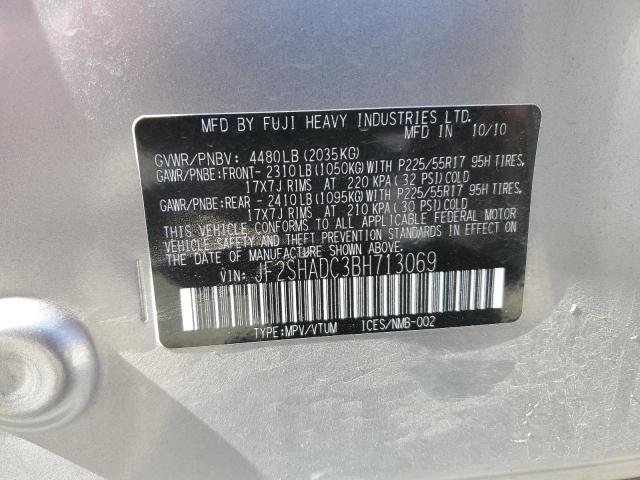 MFD BY FUJI HEAVY INDUSTRIES LTD.
MFD IN 10/10
GVWR/PNBV: 4480LB (2035KG)
GAWR/PNBE:FRONT- 2310LB (1050KG)WITH P225/55R17 95H TIRES,
17X7J RIMS AT 220 KPA (32 PSI)COLD
GAWR/PNBE:REAR - 2410LB (1095KG)WITH P225/55R17 95H TIRES,
17X7J RIMS AT 210 KPA (30 PSI)COLD
THIS VEHICLE CONFORMS TO ALL APPLICABLE FEDERAL MOTOR
VEHICLE SAFETY AND THEFT PREVENTION STANDARDS IN EFFECT ON
THE DATE OF MANUFACTURE SHOWN ABOVE.
VIN: JF2SHADC3BH713069
TYPE:MPV/VTUM ICES/NMB-002